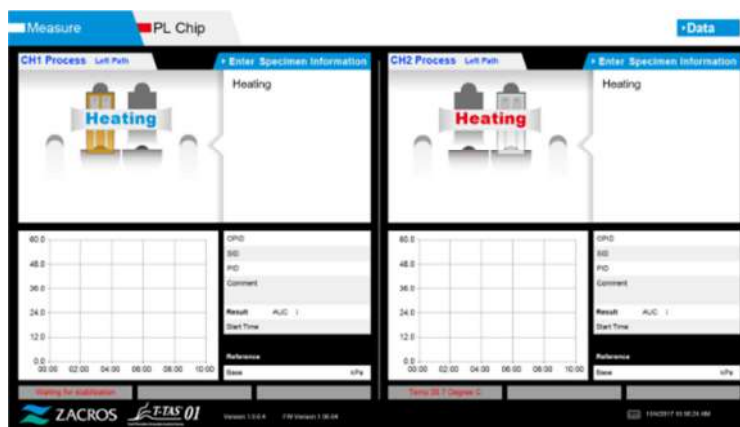 Measure
PL Chip
Data
CH1 Process Left Path
Enter Specimen Information
Heating
Heating
CH2 Process Left Path
Enter Specimen Information
Heating
Heating
60.0
48.0
36.0
24.0
12.0
0.0
00:00 02:00 04:00 06:00 08:00 10:00
OPID
SID
PID
Comment
Result AUC :
Start Time
Reference
Base kPa
60.0
48.0
36.0
24.0
12.0
0.0
00:00 02:00 04:00 06:00 08:00 10:00
OPID
SID
PID
Comment
Result AUC :
Start Time
Reference
Base kPa
Waiting for stabilization
Degree C
ZACROS T-TAS 01
Version
FW Version